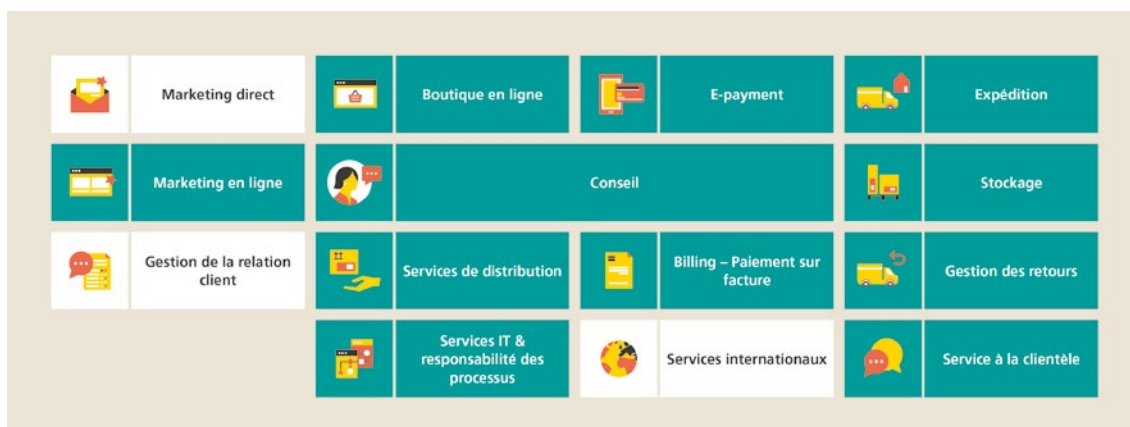 Marketing direct
Boutique en ligne
E-payment
Expédition
Marketing en ligne
Conseil
Stockage
Gestion de la relation
client
Services de distribution
Billing – Paiement sur
facture
Gestion des retours
Services IT &
responsabilité des
processus
Services internationaux
Service à la clientèle